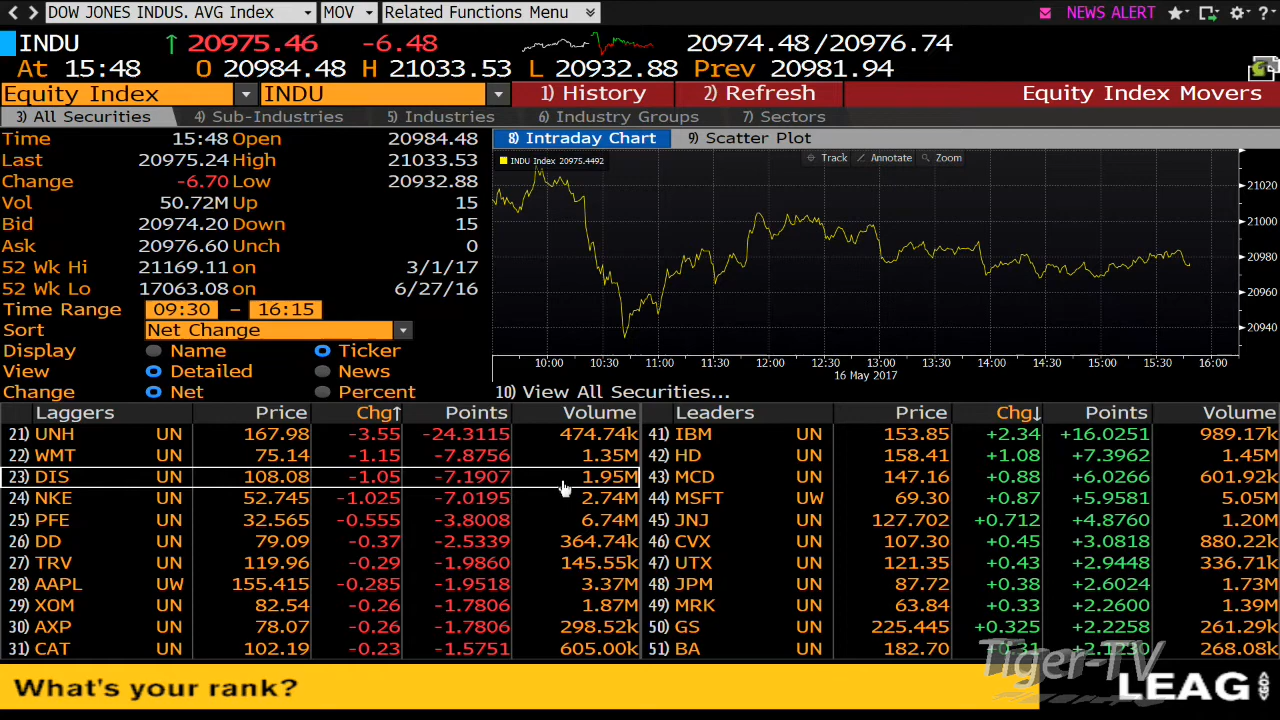 DOW JONES INDUS. AVG Index MOV Related Functions Menu NEWS ALERT ?
INDU ↑ 20975.46 -6.48 20974.48/20976.74
At 15:48 O 20984.48 H 21033.53 L 20932.88 Prev 20981.94
Equity Index INDU 1) History 2) Refresh Equity Index Movers
3) All Securities 4) Sub-Industries 5) Industries 6) Industry Groups 7) Sectors
Time 15:48 Open 20984.48
Last 20975.24 High 21033.53
Change -6.70 Low 20932.88
Vol 50.72M Up 15
Bid 20974.20 Down 15
Ask 20976.60 Unch 0
52 Wk Hi 21169.11 on 3/1/17
52 Wk Lo 17063.08 on 6/27/16
Time Range 09:30 - 16:15
Sort Net Change
Display Name Ticker
View Detailed News
Change Net Percent
8) Intraday Chart 9) Scatter Plot
INDU Index 20975.4492 Track Annotate Zoom
21020
21000
20980
20960
20940
10:00 10:30 11:00 11:30 12:00 12:30 13:00 13:30 14:00 14:30 15:00 15:30 16:00
16 May 2017
10) View All Securities...
Laggers Price Chg↑ Points Volume Leaders Price Chg↓ Points Volume
21) UNH UN 167.98 -3.55 -24.3115 474.74k 41) IBM UN 153.85 +2.34 +16.0251 989.17k
22) WMT UN 75.14 -1.15 -7.8756 1.35M 42) HD UN 158.41 +1.08 +7.3962 1.45M
23) DIS UN 108.08 -1.05 -7.1907 1.95M 43) MCD UN 147.16 +0.88 +6.0266 601.92k
24) NKE UN 52.745 -1.025 -7.0195 2.74M 44) MSFT UW 69.30 +0.87 +5.9581 5.05M
25) PFE UN 32.565 -0.555 -3.8008 6.74M 45) JNJ UN 127.702 +0.712 +4.8760 1.20M
26) DD UN 79.09 -0.37 -2.5339 364.74k 46) CVX UN 107.30 +0.45 +3.0818 880.22k
27) TRV UN 119.96 -0.29 -1.9860 145.55k 47) UTX UN 121.35 +0.43 +2.9448 336.71k
28) AAPL UW 155.415 -0.285 -1.9518 3.37M 48) JPM UN 87.72 +0.38 +2.6024 1.73M
29) XOM UN 82.54 -0.26 -1.7806 1.87M 49) MRK UN 63.84 +0.33 +2.2600 1.39M
30) AXP UN 78.07 -0.26 -1.7806 298.52k 50) GS UN 225.445 +0.325 +2.2258 261.29k
31) CAT UN 102.19 -0.23 -1.5751 605.00k 51) BA UN 182.70 +0.31 +2.1230 268.08k
Tiger-TV
What's your rank? LEAG <GO>